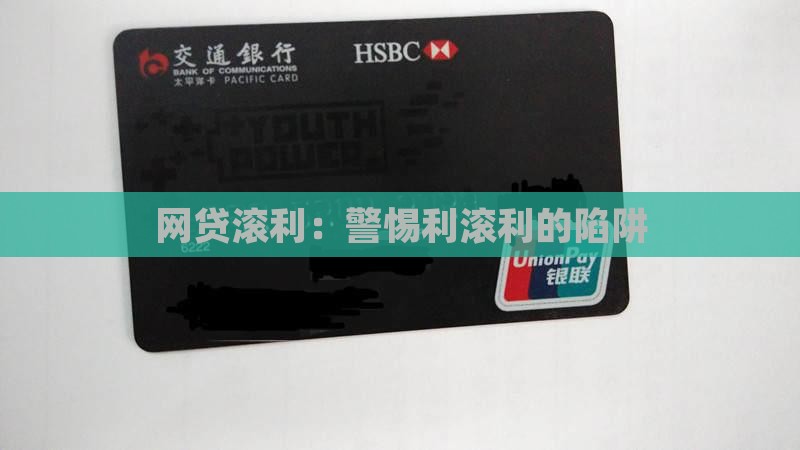 交通銀行
BANK OF COMMUNICATIONS
太平洋卡 PACIFIC CARD
HSBC
YOUTH
POWER
网贷滚利：警惕利滚利的陷阱
6222
UnionPay
银联